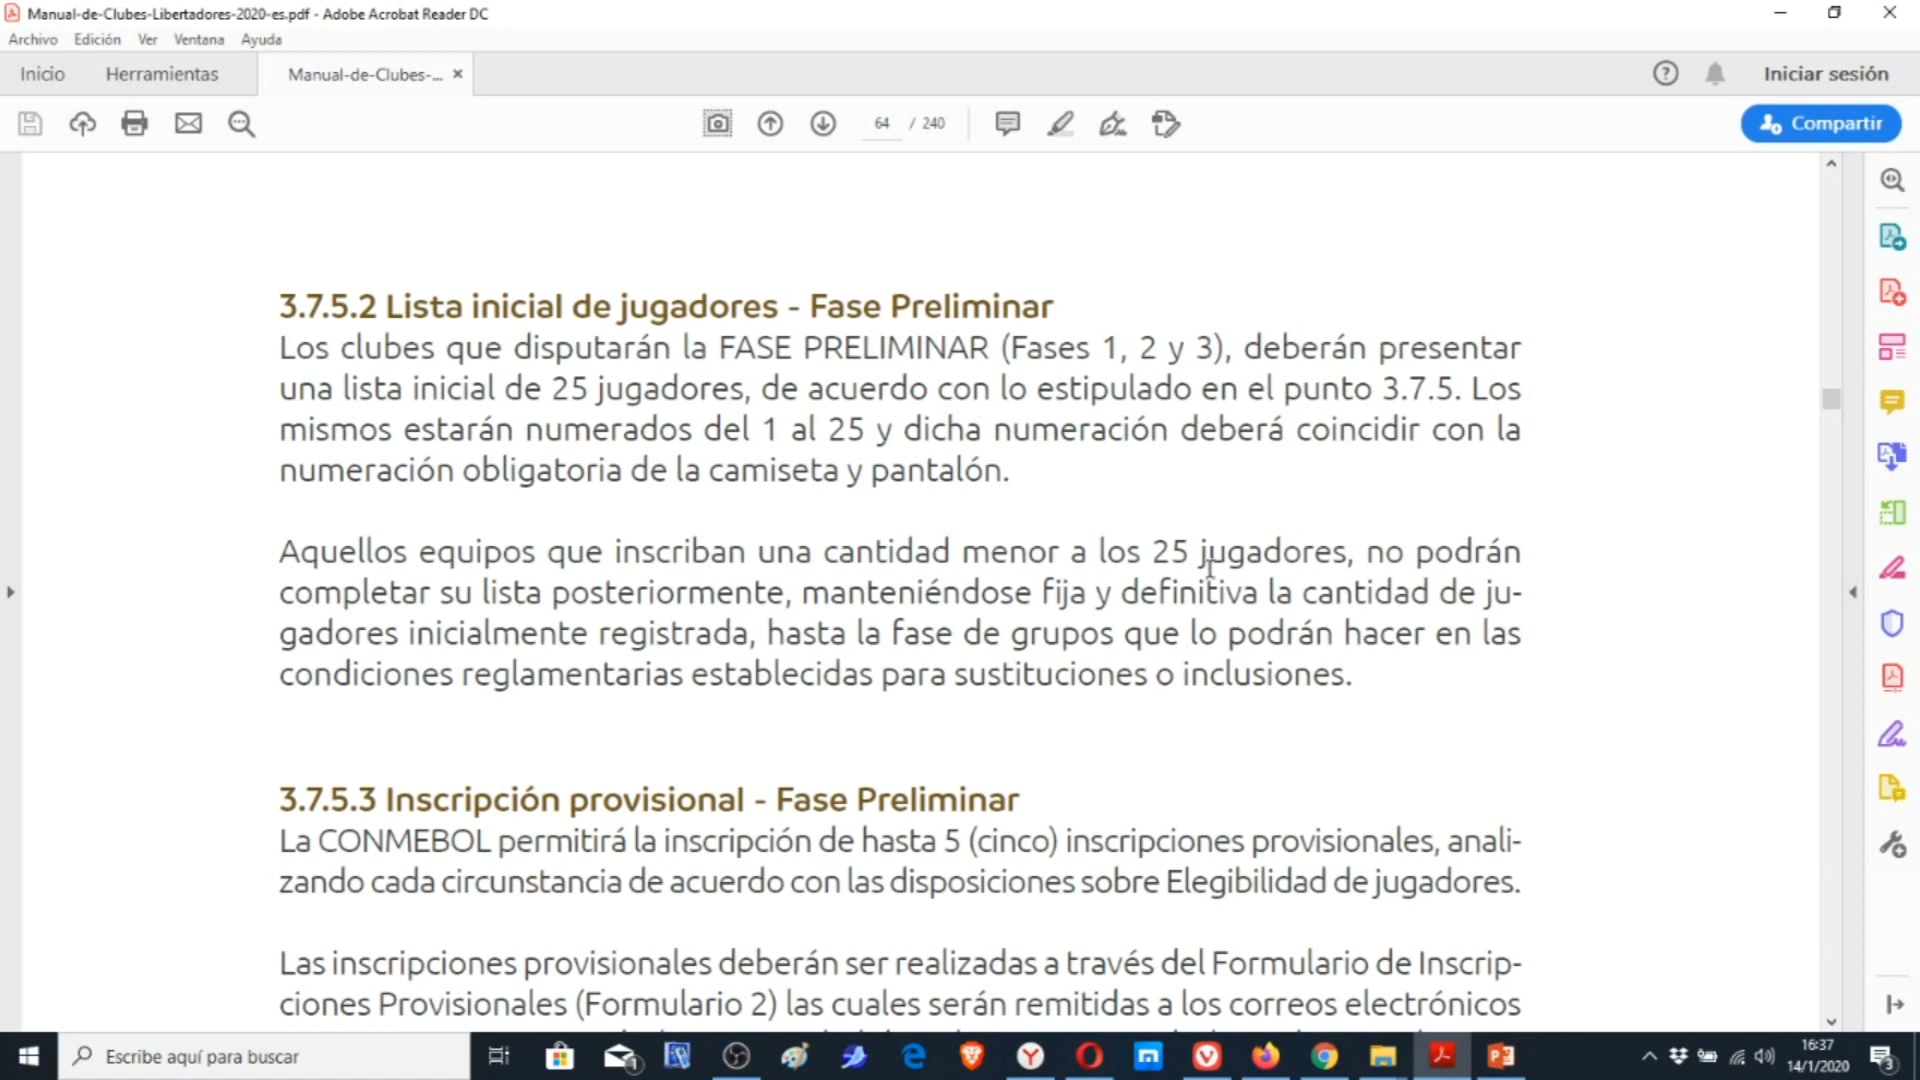 Manual-de-Clubes-Libertadores-2020-es.pdf - Adobe Acrobat Reader DC
Archivo Edición Ver Ventana Ayuda
Inicio Herramientas Manual-de-Clubes-... × Iniciar sesión
64 / 240 Compartir
3.7.5.2 Lista inicial de jugadores - Fase Preliminar
Los clubes que disputarán la FASE PRELIMINAR (Fases 1, 2 y 3), deberán presentar
una lista inicial de 25 jugadores, de acuerdo con lo estipulado en el punto 3.7.5. Los
mismos estarán numerados del 1 al 25 y dicha numeración deberá coincidir con la
numeración obligatoria de la camiseta y pantalón.
Aquellos equipos que inscriban una cantidad menor a los 25 jugadores, no podrán
completar su lista posteriormente, manteniéndose fija y definitiva la cantidad de ju-
gadores inicialmente registrada, hasta la fase de grupos que lo podrán hacer en las
condiciones reglamentarias establecidas para sustituciones o inclusiones.
3.7.5.3 Inscripción provisional - Fase Preliminar
La CONMEBOL permitirá la inscripción de hasta 5 (cinco) inscripciones provisionales, anali-
zando cada circunstancia de acuerdo con las disposiciones sobre Elegibilidad de jugadores.
Las inscripciones provisionales deberán ser realizadas a través del Formulario de Inscrip-
ciones Provisionales (Formulario 2) las cuales serán remitidas a los correos electrónicos
Escribe aquí para buscar
16:37
14/1/2020
3